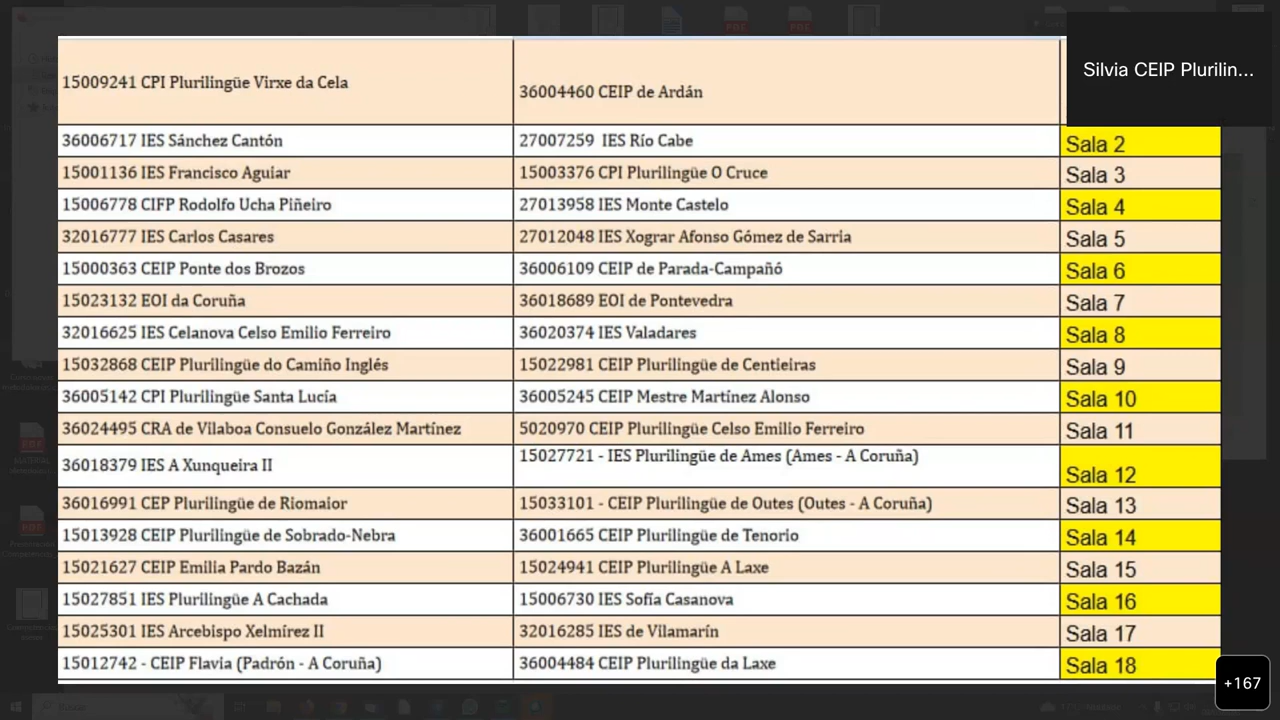 Silvia CEIP Plurilin...
15009241 CPI Plurilingüe Virxe da Cela
36004460 CEIP de Ardán
36006717 IES Sánchez Cantón 27007259 IES Río Cabe Sala 2
15001136 IES Francisco Aguiar 15003376 CPI Plurilingüe O Cruce Sala 3
15006778 CIFP Rodolfo Ucha Piñeiro 27013958 IES Monte Castelo Sala 4
32016777 IES Carlos Casares 27012048 IES Xograr Afonso Gómez de Sarria Sala 5
15000363 CEIP Ponte dos Brozos 36006109 CEIP de Parada-Campañó Sala 6
15023132 EOI da Coruña 36018689 EOI de Pontevedra Sala 7
32016625 IES Celanova Celso Emilio Ferreiro 36020374 IES Valadares Sala 8
15032868 CEIP Plurilingüe do Camiño Inglés 15022981 CEIP Plurilingüe de Centieiras Sala 9
36005142 CPI Plurilingüe Santa Lucía 36005245 CEIP Mestre Martínez Alonso Sala 10
36024495 CRA de Vilaboa Consuelo González Martínez 5020970 CEIP Plurilingüe Celso Emilio Ferreiro Sala 11
36018379 IES A Xunqueira II 15027721 - IES Plurilingüe de Ames (Ames - A Coruña) Sala 12
36016991 CEP Plurilingüe de Riomaior 15033101 - CEIP Plurilingüe de Outes (Outes - A Coruña) Sala 13
15013928 CEIP Plurilingüe de Sobrado-Nebra 36001665 CEIP Plurilingüe de Tenorio Sala 14
15021627 CEIP Emilia Pardo Bazán 15024941 CEIP Plurilingüe A Laxe Sala 15
15027851 IES Plurilingüe A Cachada 15006730 IES Sofía Casanova Sala 16
15025301 IES Arcebispo Xelmírez II 32016285 IES de Vilamarín Sala 17
15012742 - CEIP Flavia (Padrón - A Coruña) 36004484 CEIP Plurilingüe da Laxe Sala 18
+167